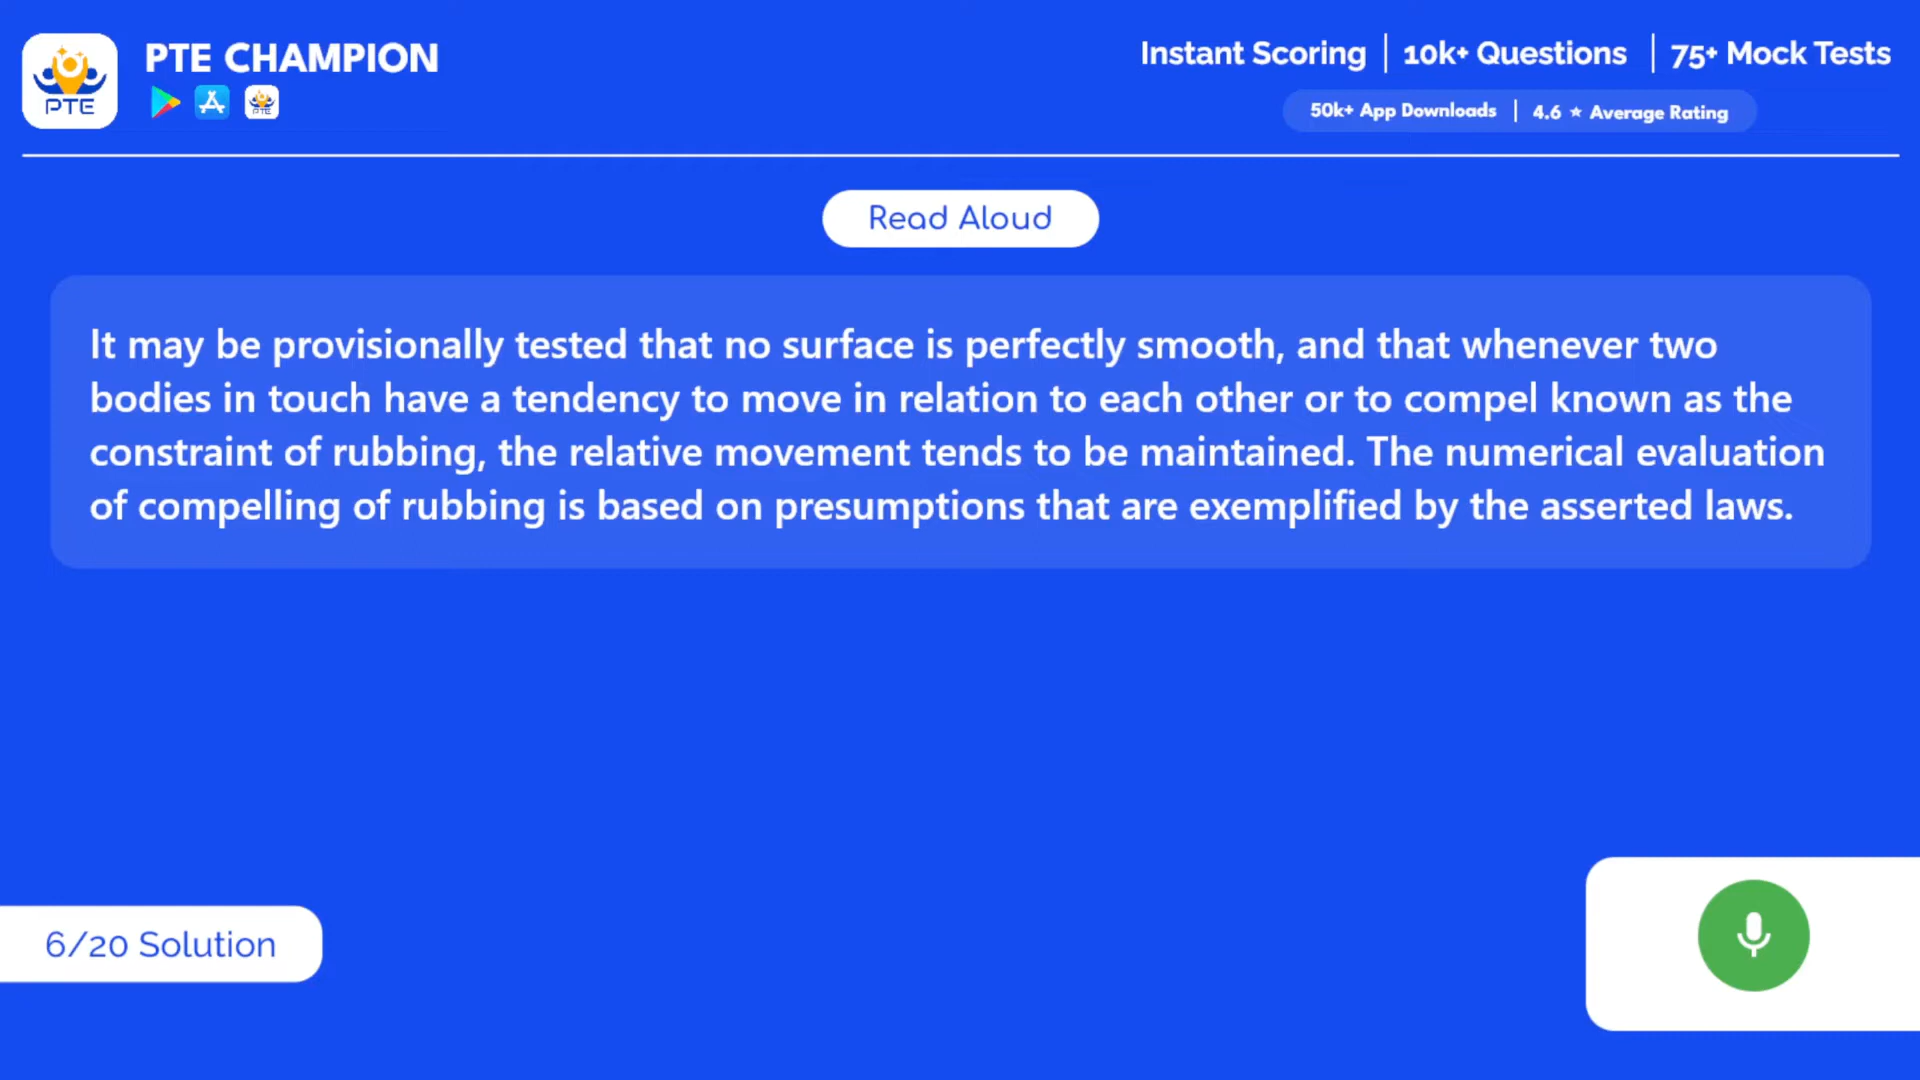 PTE CHAMPION
PTE
PTE
Instant Scoring | 10k+ Questions | 75+ Mock Tests
50k+ App Downloads | 4.6 ★ Average Rating
Read Aloud
It may be provisionally tested that no surface is perfectly smooth, and that whenever two
bodies in touch have a tendency to move in relation to each other or to compel known as the
constraint of rubbing, the relative movement tends to be maintained. The numerical evaluation
of compelling of rubbing is based on presumptions that are exemplified by the asserted laws.
6/20 Solution